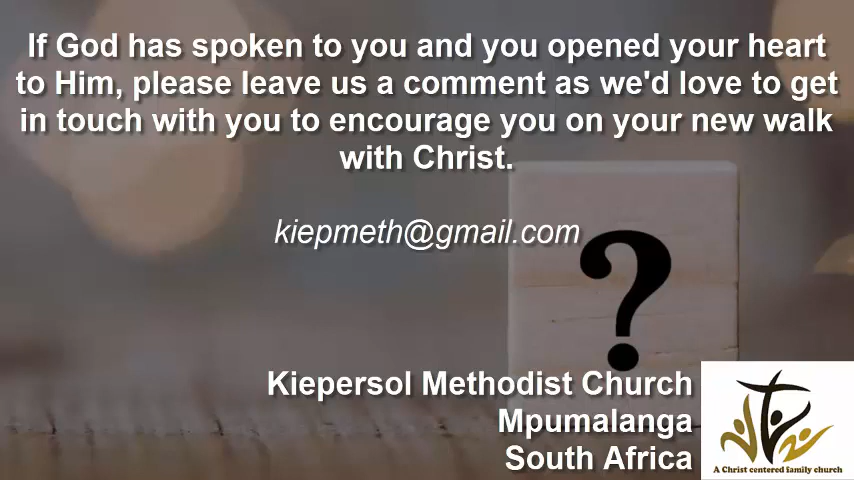 If God has spoken to you and you opened your heart
to Him, please leave us a comment as we'd love to get
in touch with you to encourage you on your new walk
with Christ.
kiepmeth@gmail.com
?
Kiepersol Methodist Church
Mpumalanga
South Africa
A Christ centered family church